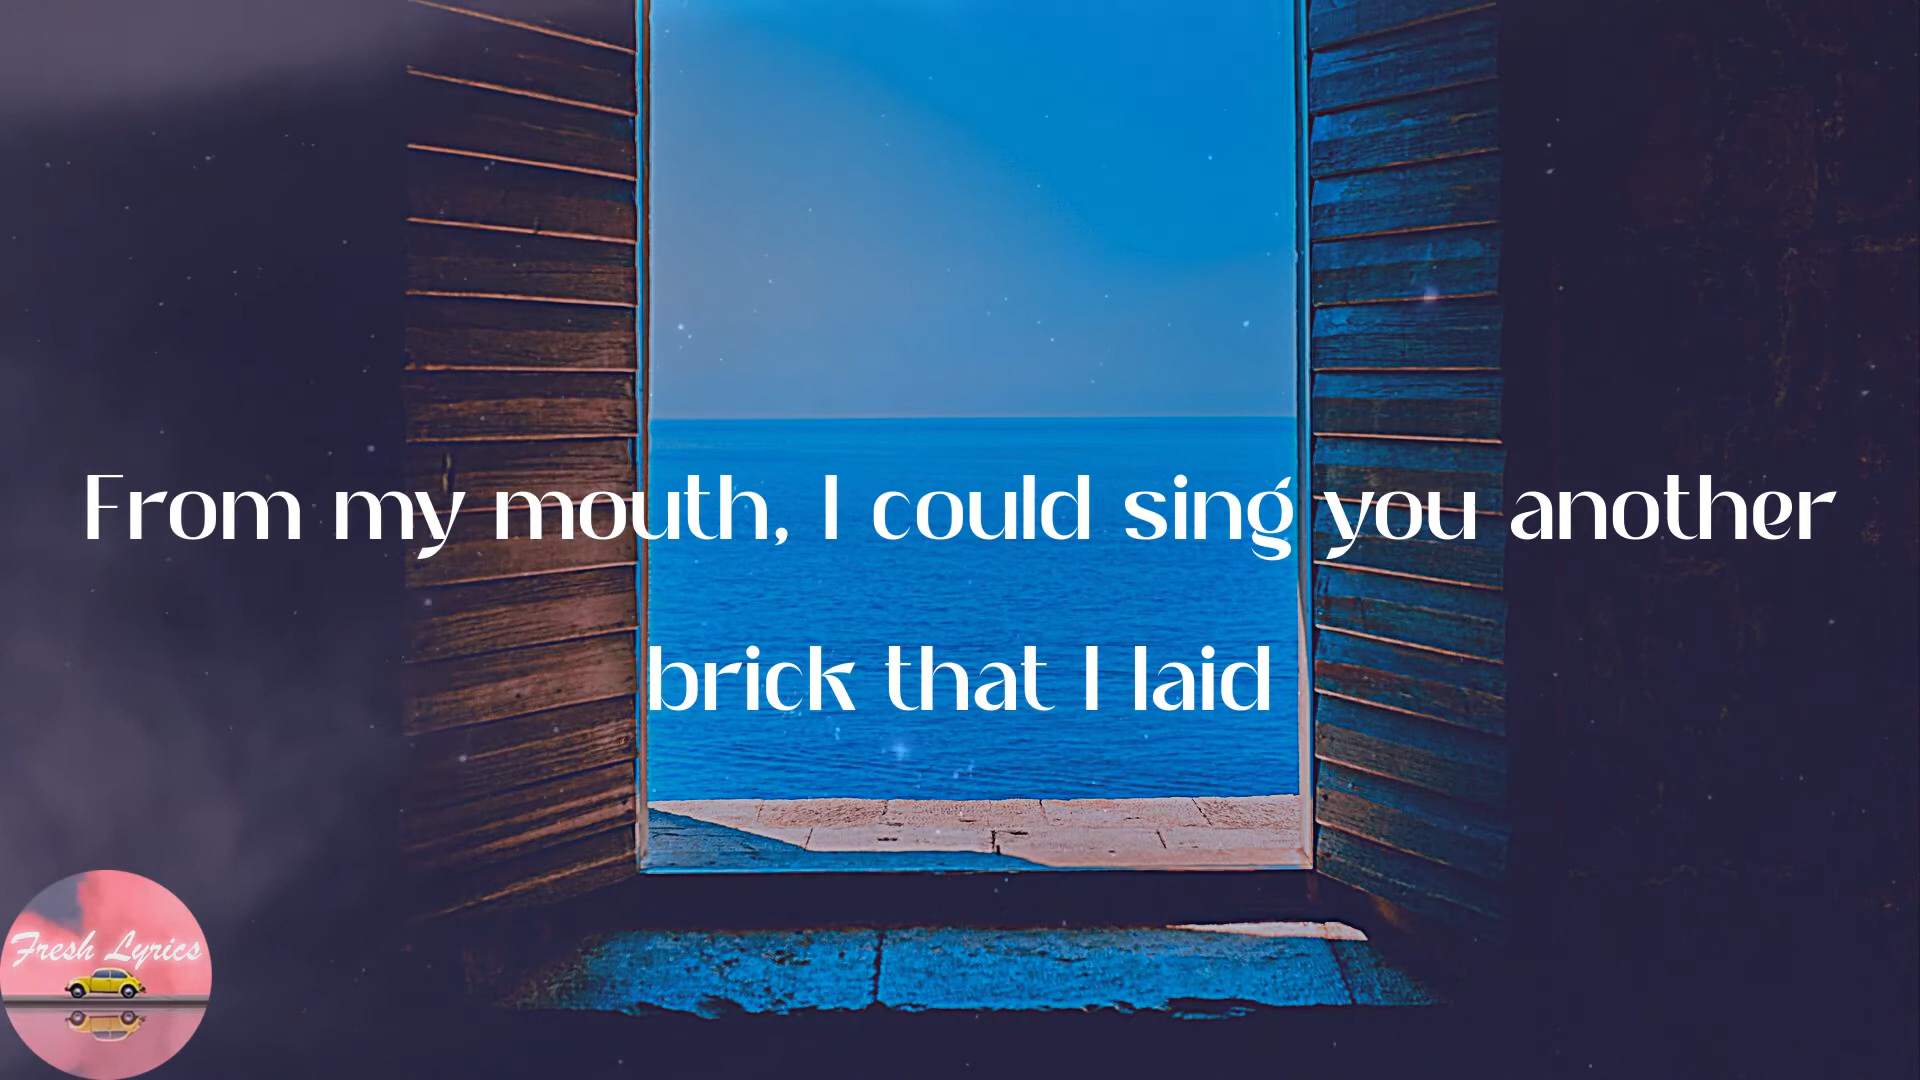 From my mouth, I could sing you another
brick that I laid
Fresh Lyrics